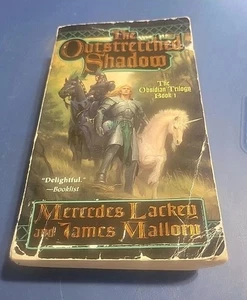 The
Outstretched
Shadow
The
Obsidian Trilogy
Book 1
"Delightful."
—Booklist
Mercedes Lackey
and James Mallory